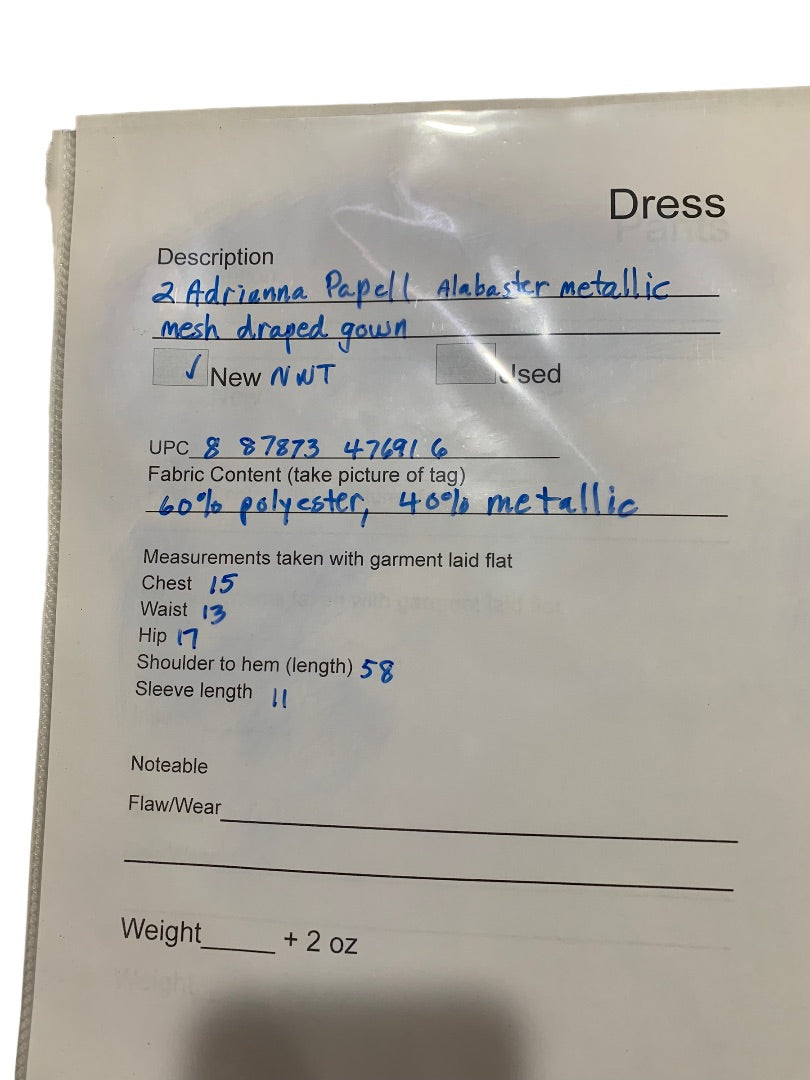 Dress
Description
2 Adrianna Papell Alabaster metallic
mesh draped gown
✓ New NWT Used
UPC 8 87873 47691 6
Fabric Content (take picture of tag)
60% polyester, 40% metallic
Measurements taken with garment laid flat
Chest 15
Waist 13
Hip 17
Shoulder to hem (length) 58
Sleeve length 11
Noteable
Flaw/Wear
Weight_____ + 2 oz